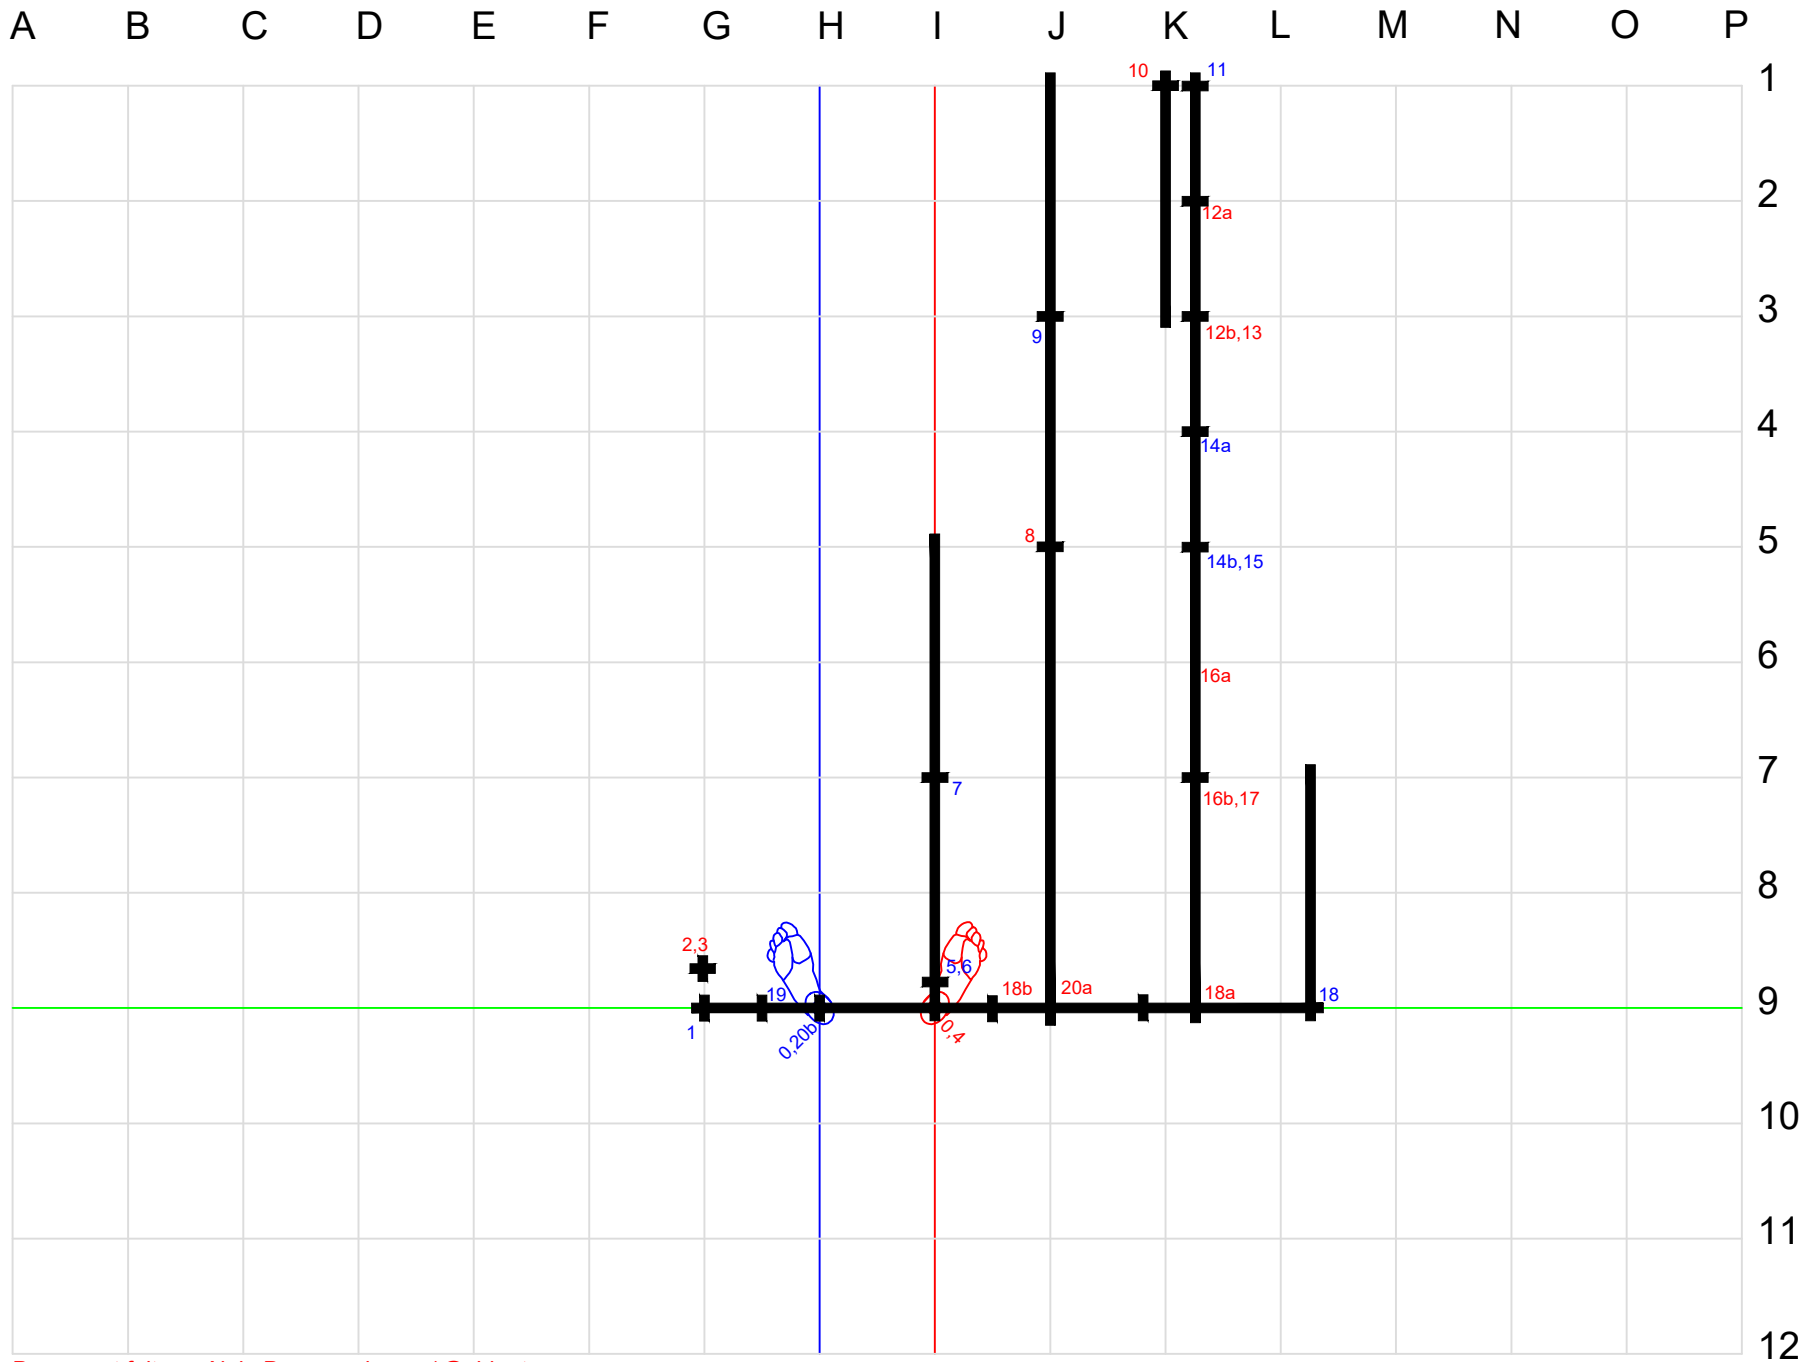 A B C D E F G H I J K L M N O P
10 11 1
12a 2
9 12b,13 3
14a 4
8 14b,15 5
16a 6
7 16b,17 7
8
2,3 5,6
19 18b 20a 18a 18 9
1 0,20b 0,4
10
11
12